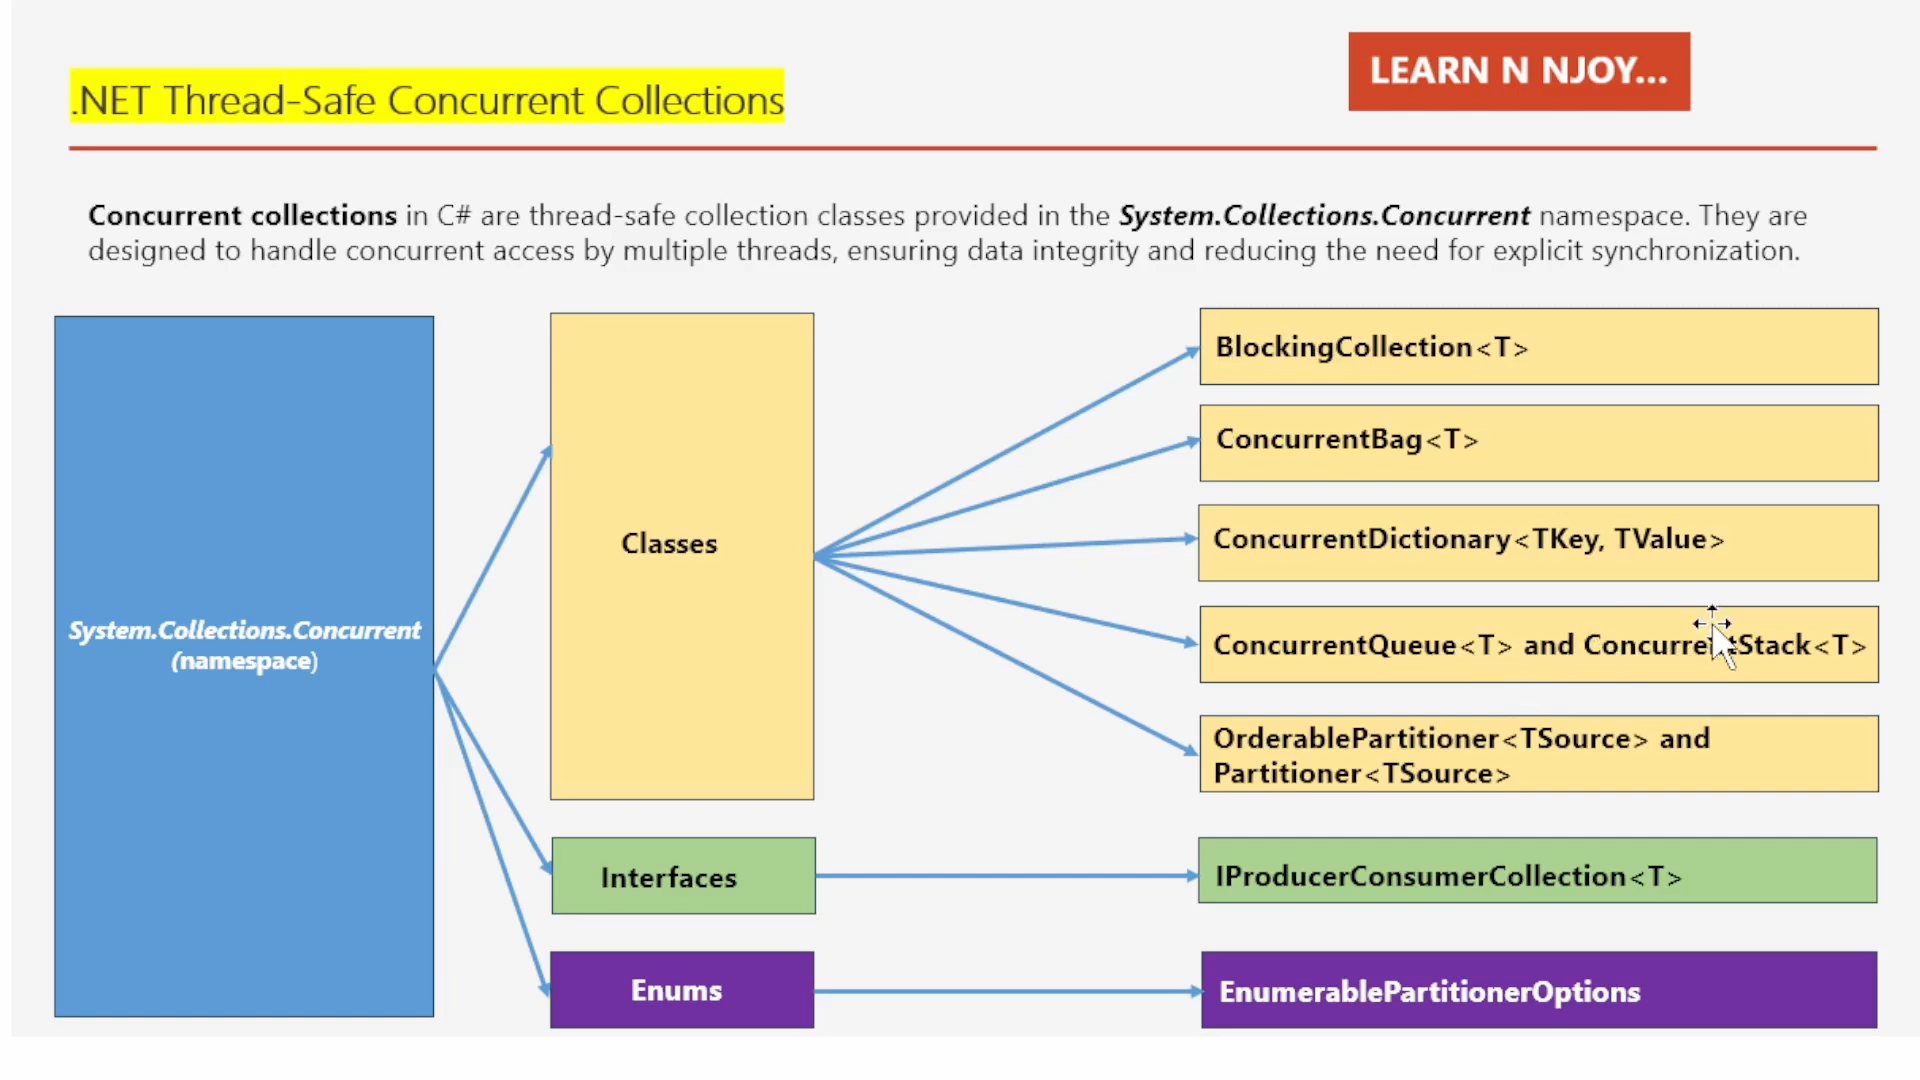 LEARN N NJOY...
.NET Thread-Safe Concurrent Collections
Concurrent collections in C# are thread-safe collection classes provided in the System.Collections.Concurrent namespace. They are
designed to handle concurrent access by multiple threads, ensuring data integrity and reducing the need for explicit synchronization.
System.Collections.Concurrent
(namespace)
Classes
BlockingCollection<T>
ConcurrentBag<T>
ConcurrentDictionary<TKey, TValue>
ConcurrentQueue<T> and ConcurrentStack<T>
OrderablePartitioner<TSource> and
Partitioner<TSource>
Interfaces
IProducerConsumerCollection<T>
Enums
EnumerablePartitionerOptions